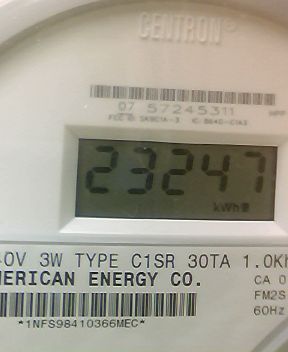 CENTRON®
07 57245311
23247
kWh
0V 3W TYPE C1SR 30TA 1.0K
MERICAN ENERGY CO.
CA 0
FM2S
60Hz
*1NFS98410366MEC*